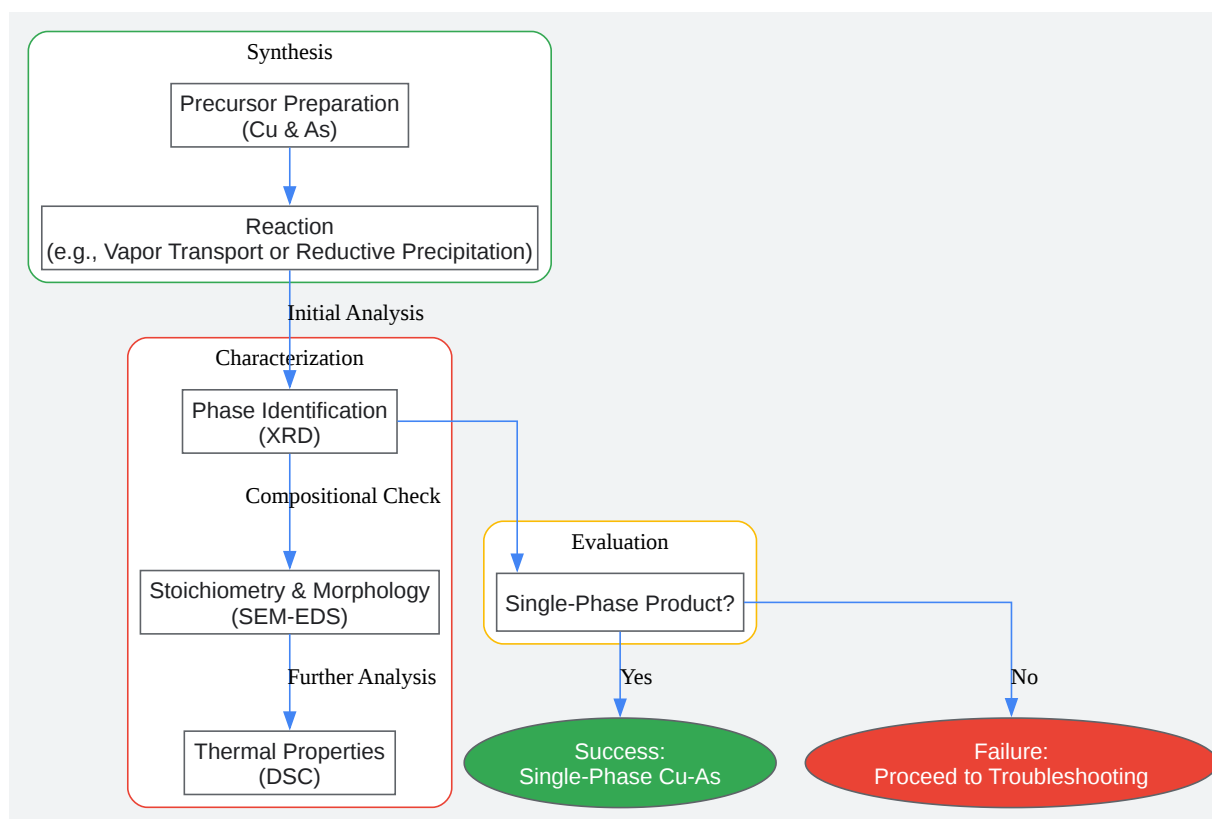 Synthesis
Precursor Preparation
(Cu & As)
Reaction
(e.g., Vapor Transport or Reductive Precipitation)
Initial Analysis
Characterization
Phase Identification
(XRD)
Compositional Check
Stoichiometry & Morphology
(SEM-EDS)
Further Analysis
Thermal Properties
(DSC)
Evaluation
Single-Phase Product?
Yes
No
Success:
Single-Phase Cu-As
Failure:
Proceed to Troubleshooting